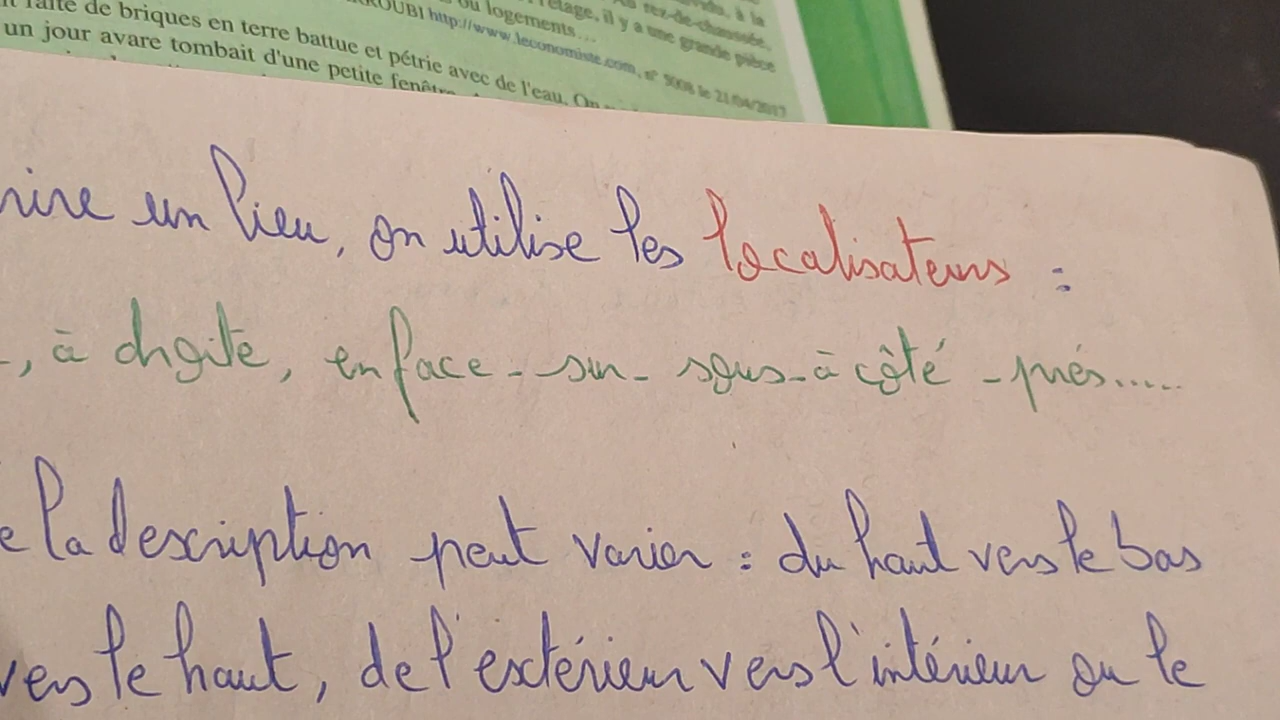 rez-de-chaussée,
l'étage, il y a une grande pièce
ou logements...
ROUBI http://www.leconomiste.com, n° 5008 le 21/04/2017
faite de briques en terre battue et pétrie avec de l'eau. On
un jour avare tombait d'une petite fenêtre
rire un lieu, on utilise les localisateurs :
, à droite, en face - sur - sous - à côté - près.....
e la description peut varier : du haut vers le bas
vers le haut, de l'extérieur vers l'intérieur ou le